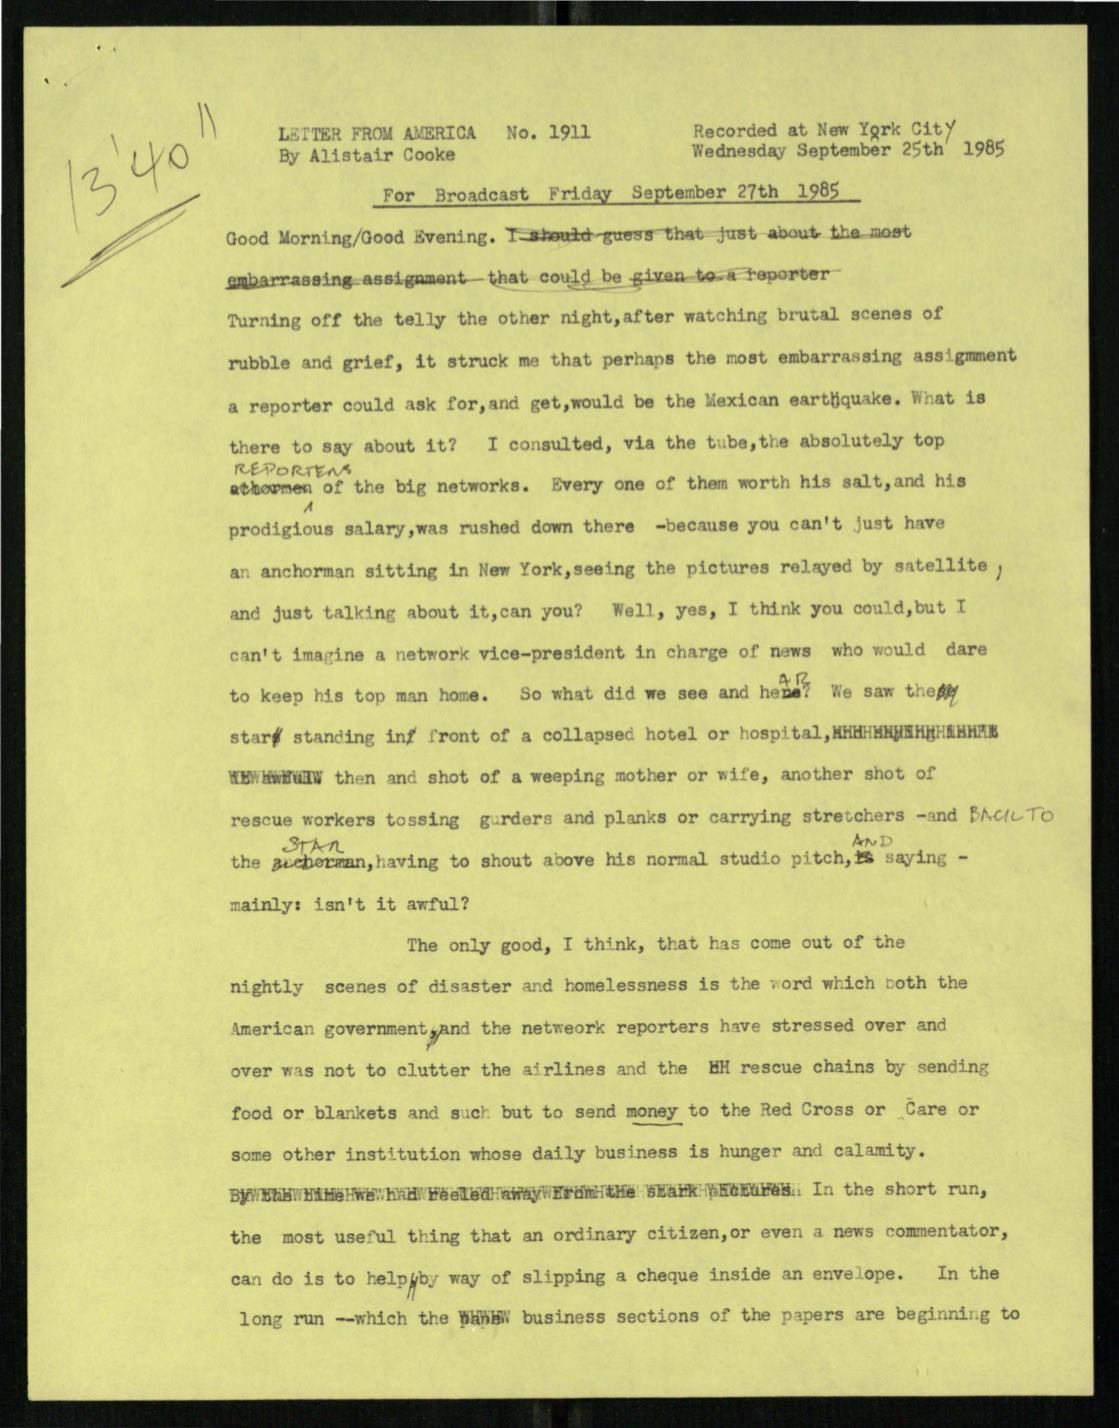 13'40"
LETTER FROM AMERICA No. 1911 Recorded at New York City
By Alistair Cooke Wednesday September 25th 1985
For Broadcast Friday September 27th 1985
Good Morning/Good Evening. I should guess that just about the most
embarrassing assignment that could be given to a reporter
Turning off the telly the other night,after watching brutal scenes of
rubble and grief, it struck me that perhaps the most embarrassing assigmment
a reporter could ask for,and get,would be the Mexican earthquake. What is
there to say about it? I consulted, via the tube,the absolutely top
REPORTERS
achormen of the big networks. Every one of them worth his salt,and his
prodigious salary,was rushed down there -because you can't just have
an anchorman sitting in New York,seeing the pictures relayed by satellite,
and just talking about it,can you? Well, yes, I think you could,but I
can't imagine a network vice-president in charge of news who would dare
AR
to keep his top man home. So what did we see and hene? We saw the
star standing in front of a collapsed hotel or hospital,
then and shot of a weeping mother or wife, another shot of
rescue workers tossing gurders and planks or carrying stretchers -and BACK TO
STAR AND
the anchorman,having to shout above his normal studio pitch,is saying -
mainly: isn't it awful?
The only good, I think, that has come out of the
nightly scenes of disaster and homelessness is the word which both the
American government, and the netweork reporters have stressed over and
over was not to clutter the airlines and the rescue chains by sending
food or blankets and such but to send money to the Red Cross or Care or
some other institution whose daily business is hunger and calamity.
By the time we had reeled away from the stark pictures. In the short run,
the most useful thing that an ordinary citizen,or even a news commentator,
can do is to help by way of slipping a cheque inside an envelope. In the
long run --which the business sections of the papers are beginning to